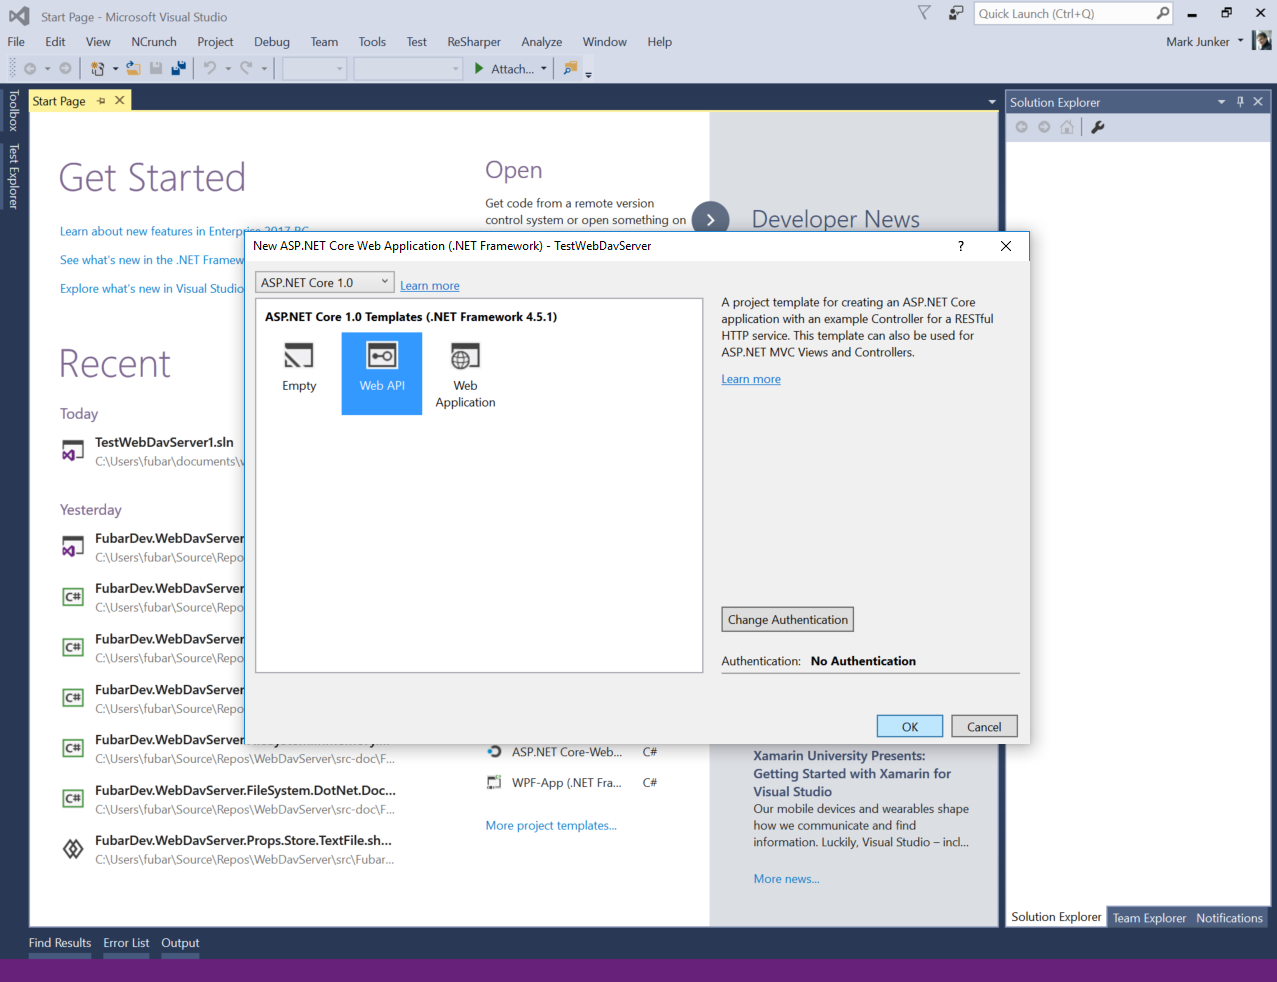 Start Page - Microsoft Visual Studio
Quick Launch (Ctrl+Q)
File Edit View NCrunch Project Debug Team Tools Test ReSharper Analyze Window Help
Mark Junker
Attach...
Toolbox
Test Explorer
Start Page
Solution Explorer
Get Started
Learn about new features in Enterprise 2017 RC
See what's new in the .NET Framew
Explore what's new in Visual Studio
Recent
Today
TestWebDavServer1.sln
C:\Users\fubar\documents\v
Yesterday
FubarDev.WebDavServer
C:\Users\fubar\Source\Repo
FubarDev.WebDavServer
C:\Users\fubar\Source\Repo
FubarDev.WebDavServer
C:\Users\fubar\Source\Repo
FubarDev.WebDavServer
C:\Users\fubar\Source\Repo
FubarDev.WebDavServer
C:\Users\fubar\Source\Repos\WebDavServer\src-doc\F...
FubarDev.WebDavServer.FileSystem.DotNet.Doc...
C:\Users\fubar\Source\Repos\WebDavServer\src-doc\F...
FubarDev.WebDavServer.Props.Store.TextFile.sh...
C:\Users\fubar\Source\Repos\WebDavServer\src\Fubar...
Open
Get code from a remote version
control system or open something on
Developer News
New ASP.NET Core Web Application (.NET Framework) - TestWebDavServer
?
ASP.NET Core 1.0
Learn more
ASP.NET Core 1.0 Templates (.NET Framework 4.5.1)
Empty
Web API
Web
Application
A project template for creating an ASP.NET Core
application with an example Controller for a RESTful
HTTP service. This template can also be used for
ASP.NET MVC Views and Controllers.
Learn more
Change Authentication
Authentication: No Authentication
OK
Cancel
ASP.NET Core-Web... C#
WPF-App (.NET Fra... C#
More project templates...
Xamarin University Presents:
Getting Started with Xamarin for
Visual Studio
Our mobile devices and wearables shape
how we communicate and find
information. Luckily, Visual Studio – incl...
More news...
Solution Explorer Team Explorer Notifications
Find Results Error List Output